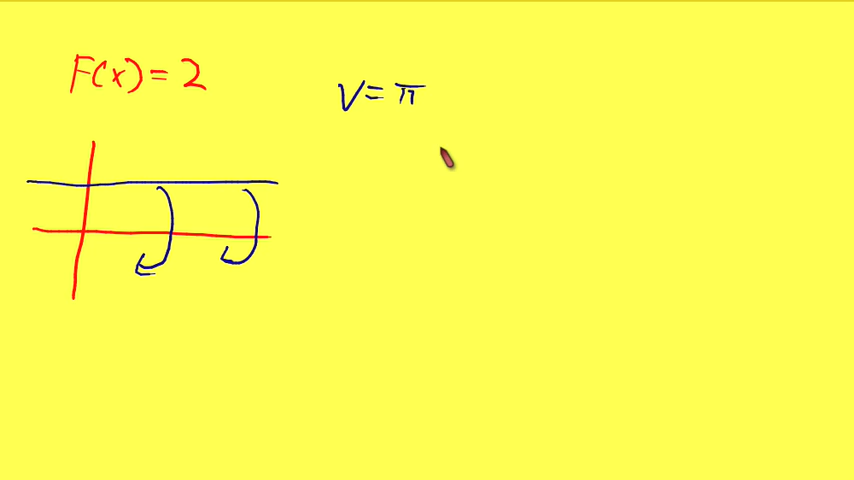 F(x) = 2
V = π